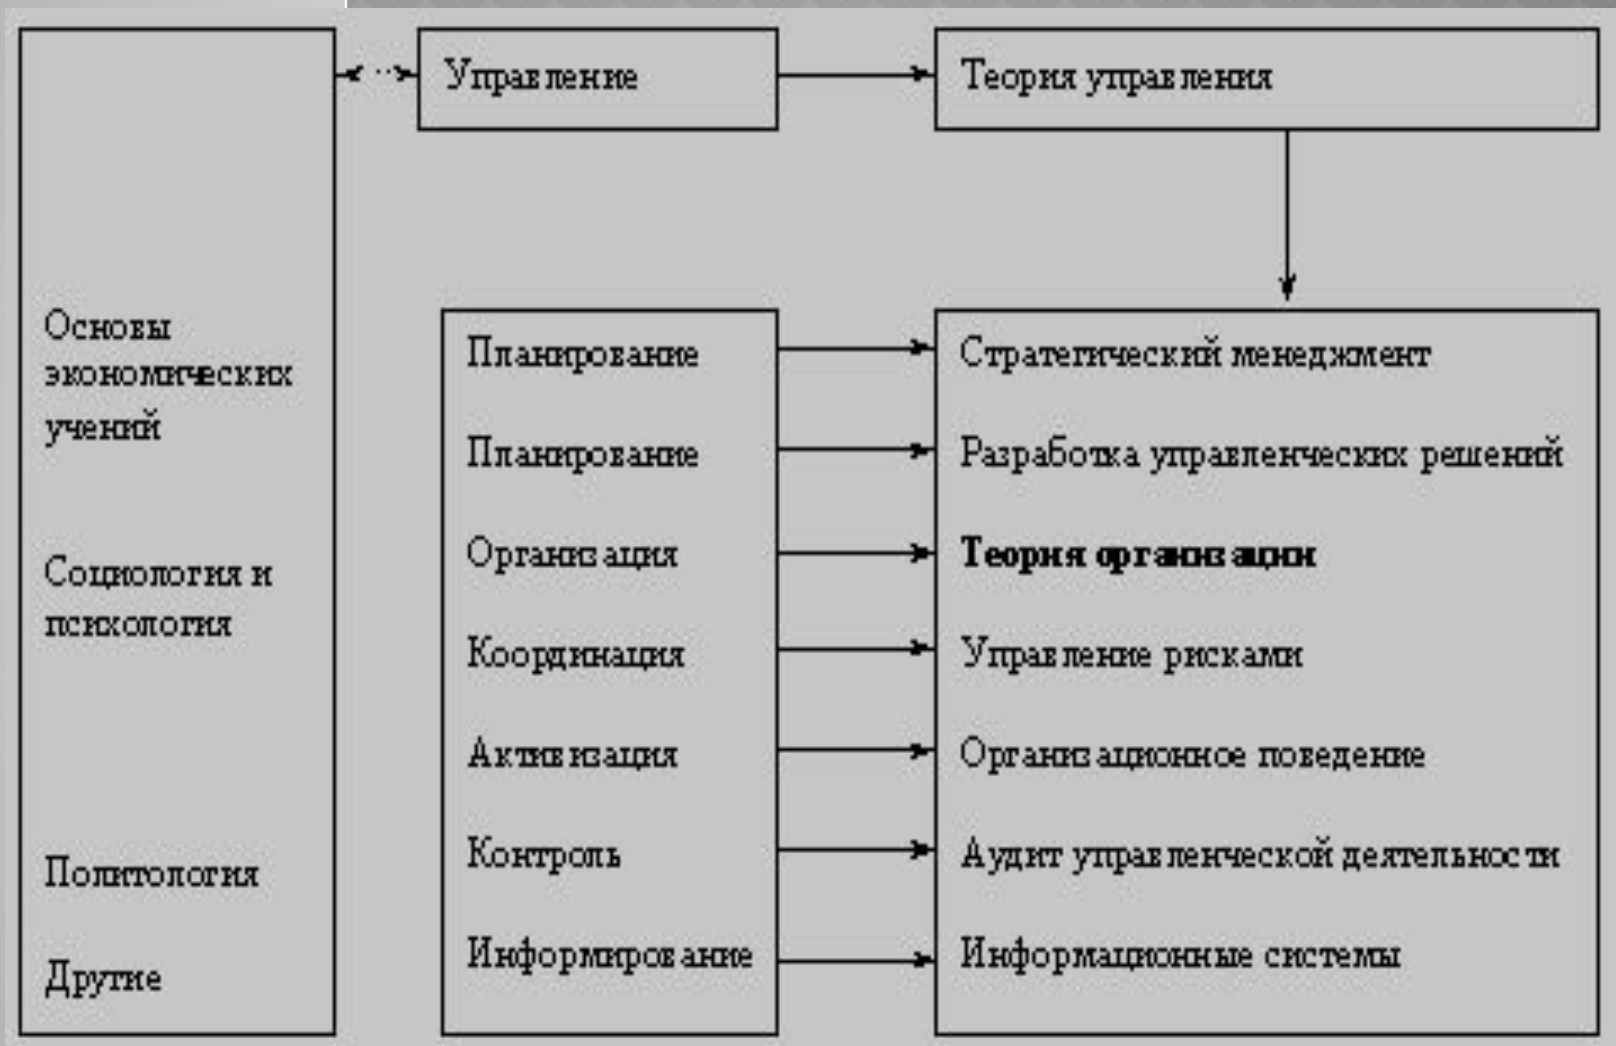 Управление
Теория управления
Основы
экономических
учений
Социология и
психология
Политология
Другие
Планирование
Планирование
Организация
Координация
Активизация
Контроль
Информирование
Стратегический менеджмент
Разработка управленческих решений
Теория организации
Управление рисками
Организационное поведение
Аудит управленческой деятельности
Информационные системы